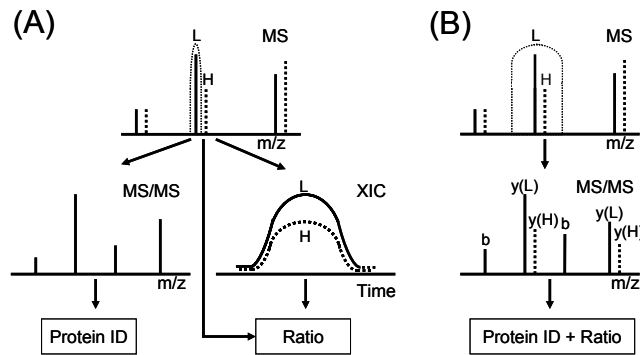 (A)
L
MS
H
m/z
MS/MS
m/z
L
XIC
H
Time
Protein ID
Ratio
(B)
L
MS
H
m/z
y(L)
MS/MS
y(H)
b
b
y(L)
y(H)
m/z
Protein ID + Ratio